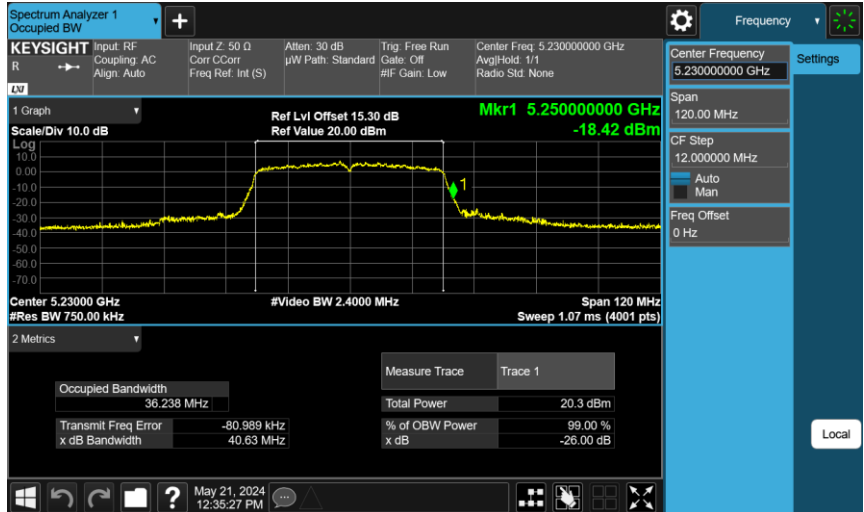 Spectrum Analyzer 1
Occupied BW
+
Frequency
KEYSIGHT
R
LXI
Input: RF
Coupling: AC
Align: Auto
Input Z: 50 Ω
Corr CCorr
Freq Ref: Int (S)
Atten: 30 dB
µW Path: Standard
Trig: Free Run
Gate: Off
#IF Gain: Low
Center Freq: 5.230000000 GHz
Avg|Hold: 1/1
Radio Std: None
Center Frequency
5.230000000 GHz
Settings
Span
120.00 MHz
CF Step
12.000000 MHz
Auto
Man
Freq Offset
0 Hz
Local
1 Graph
Scale/Div 10.0 dB
Ref Lvl Offset 15.30 dB
Ref Value 20.00 dBm
Mkr1 5.250000000 GHz
-18.42 dBm
Log
10.0
0.00
-10.0
-20.0
-30.0
-40.0
-50.0
-60.0
-70.0
1
Center 5.23000 GHz
#Res BW 750.00 kHz
#Video BW 2.4000 MHz
Span 120 MHz
Sweep 1.07 ms (4001 pts)
2 Metrics
Measure Trace Trace 1
Occupied Bandwidth
36.238 MHz
Total Power 20.3 dBm
Transmit Freq Error -80.989 kHz
% of OBW Power 99.00 %
x dB Bandwidth 40.63 MHz
x dB -26.00 dB
?
May 21, 2024
12:35:27 PM